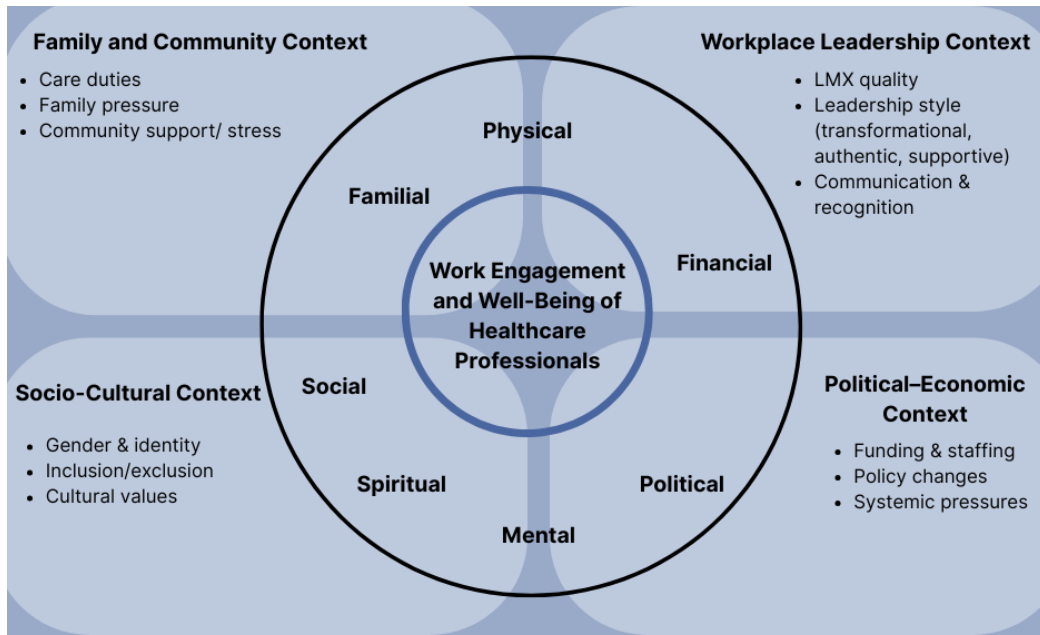 Family and Community Context
• Care duties
• Family pressure
• Community support/ stress
Workplace Leadership Context
• LMX quality
• Leadership style
(transformational,
authentic, supportive)
• Communication &
recognition
Physical
Familial
Financial
Work Engagement
and Well-Being of
Healthcare
Professionals
Social
Spiritual
Mental
Political
Socio-Cultural Context
• Gender & identity
• Inclusion/exclusion
• Cultural values
Political–Economic
Context
• Funding & staffing
• Policy changes
• Systemic pressures